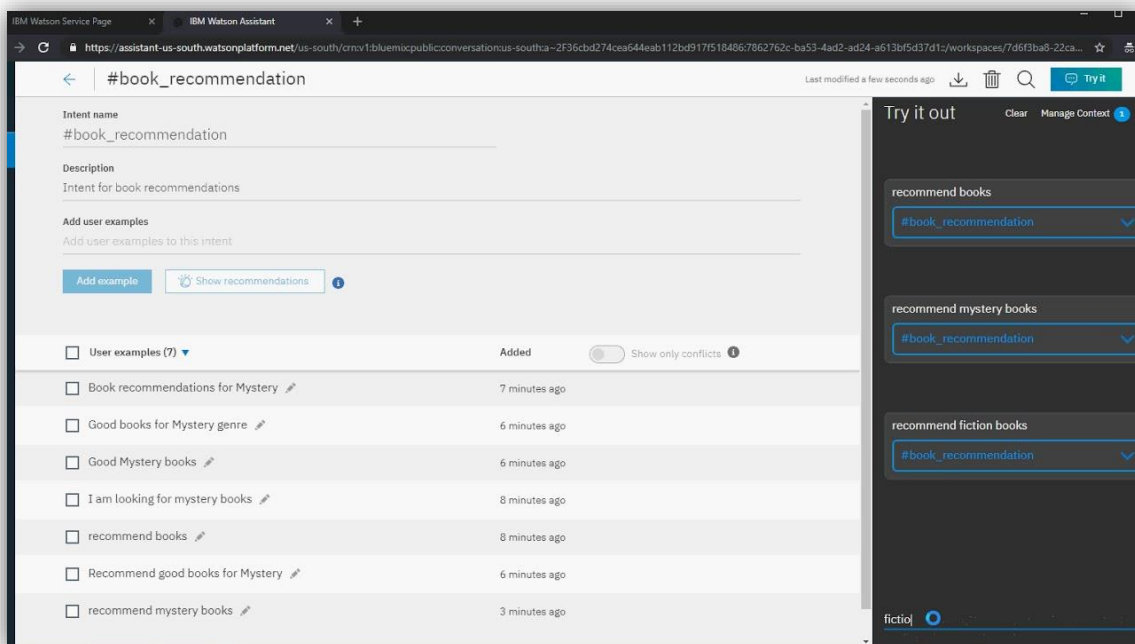 IBM Watson Service Page
IBM Watson Assistant
https://assistant-us-south.watsonplatform.net/us-south/crn:v1:bluemix:public:conversation:us-south:a~2F36cbd274cea644eab112bd917f518486:7862762c-ba53-4ad2-ad24-a613bf5d37d1::/workspaces/7d6f3ba8-22ca...
#book_recommendation
Last modified a few seconds ago
Try it
Intent name
#book_recommendation
Description
Intent for book recommendations
Add user examples
Add user examples to this intent
Add example
Show recommendations
User examples (7)
Added
Show only conflicts
Book recommendations for Mystery
7 minutes ago
Good books for Mystery genre
6 minutes ago
Good Mystery books
6 minutes ago
I am looking for mystery books
8 minutes ago
recommend books
8 minutes ago
Recommend good books for Mystery
6 minutes ago
recommend mystery books
3 minutes ago
Try it out
Clear
Manage Context 1
recommend books
#book_recommendation
recommend mystery books
#book_recommendation
recommend fiction books
#book_recommendation
fictio